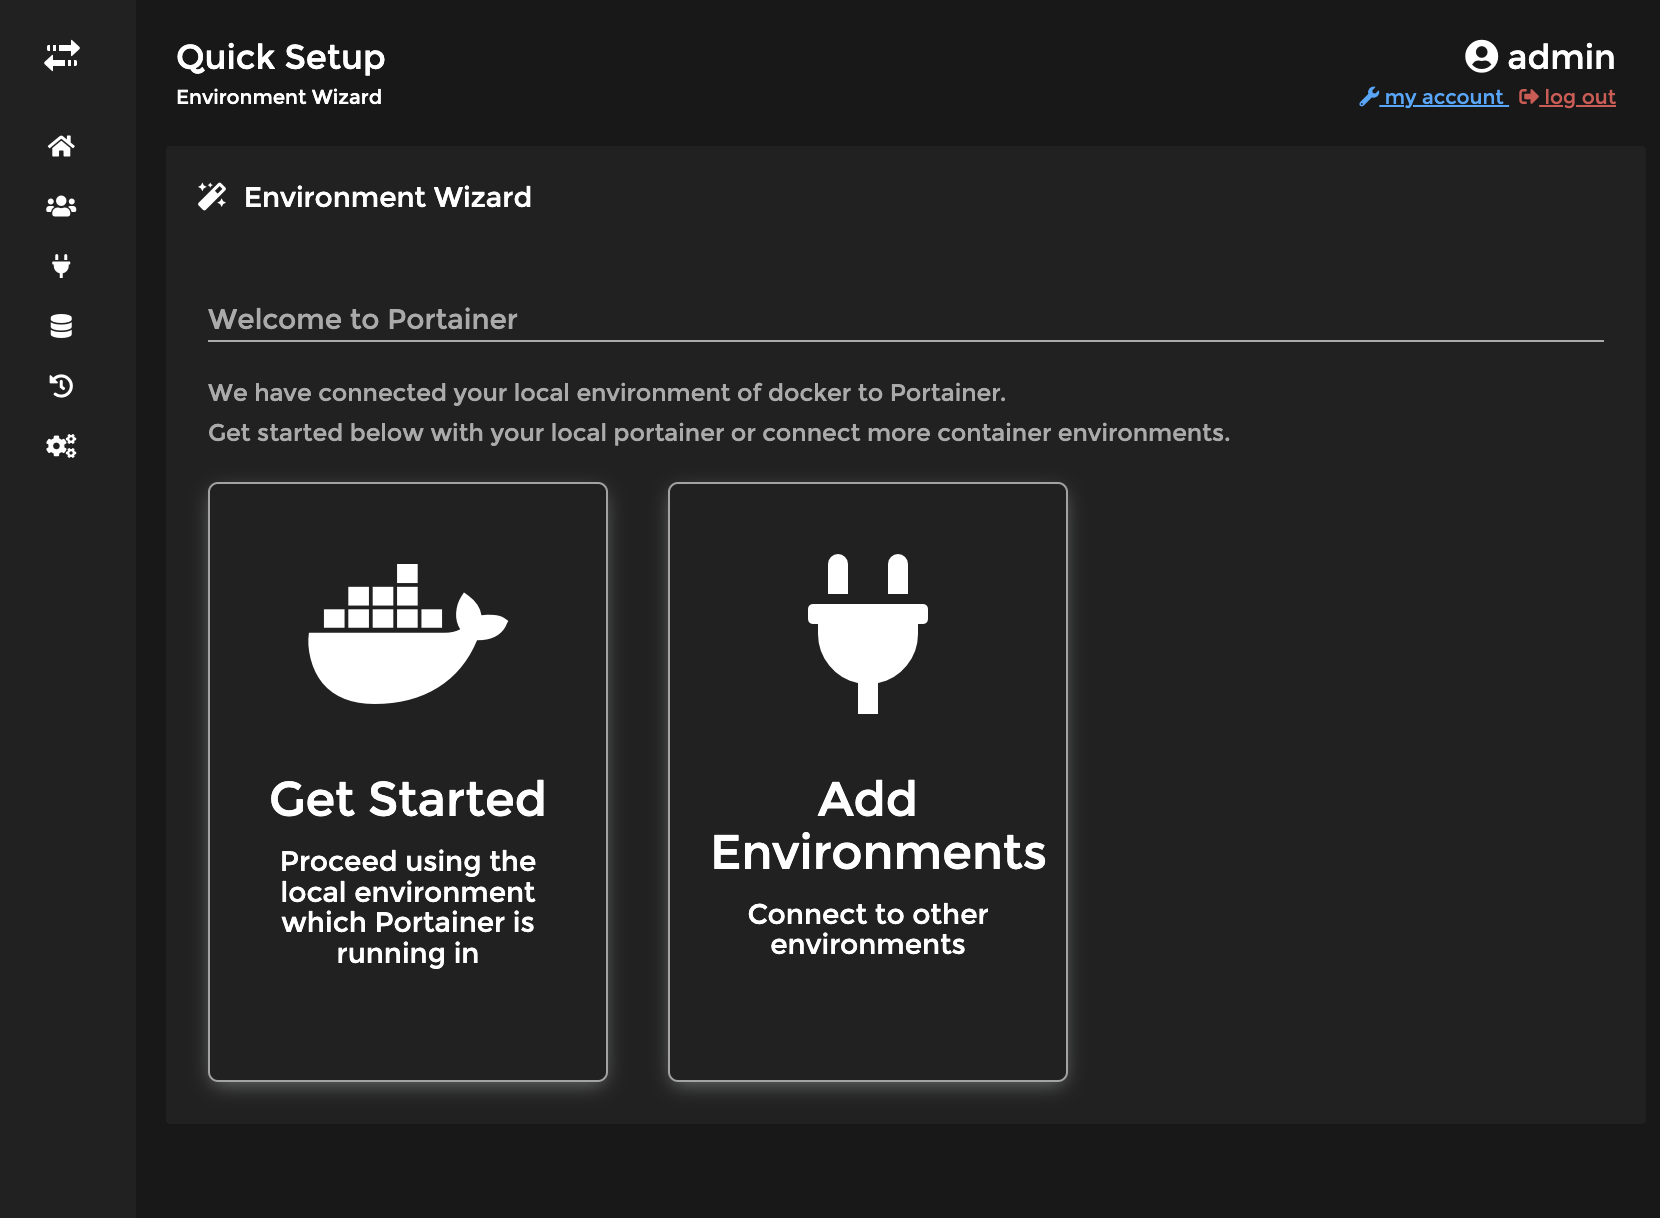 Quick Setup
Environment Wizard
admin
my account log out
Environment Wizard
Welcome to Portainer
We have connected your local environment of docker to Portainer.
Get started below with your local portainer or connect more container environments.
Get Started
Proceed using the
local environment
which Portainer is
running in
Add
Environments
Connect to other
environments